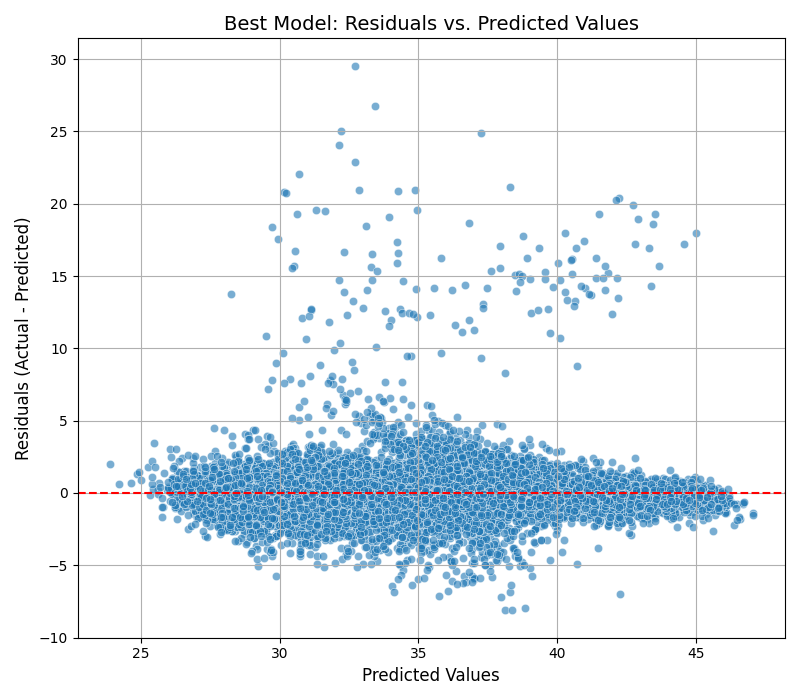 Best Model: Residuals vs. Predicted Values
Residuals (Actual - Predicted)
30
25
20
15
10
5
0
−5
−10
25 30 35 40 45
Predicted Values